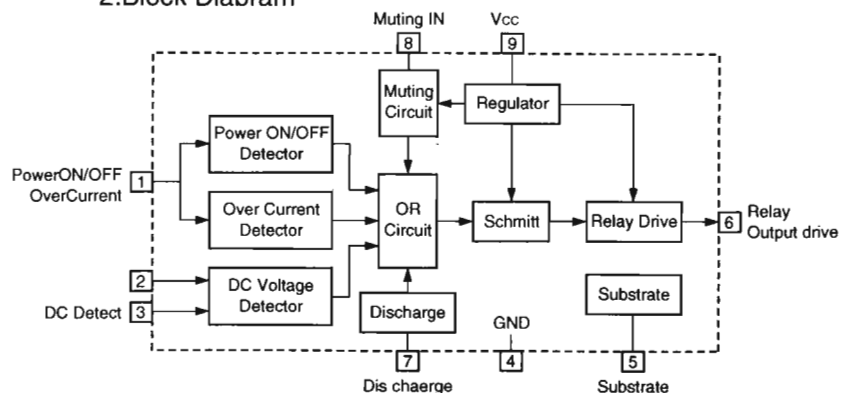 2.Block Diabram
Muting IN
Vcc
8
9
Muting
Circuit
Regulator
Power ON/OFF
Detector
PowerON/OFF
OverCurrent
1
Over Current
Detector
OR
Circuit
Schmitt
Relay Drive
6
Relay
Output drive
2
DC Detect
3
DC Voltage
Detector
Discharge
GND
Substrate
7
4
5
Dis chaerge
Substrate